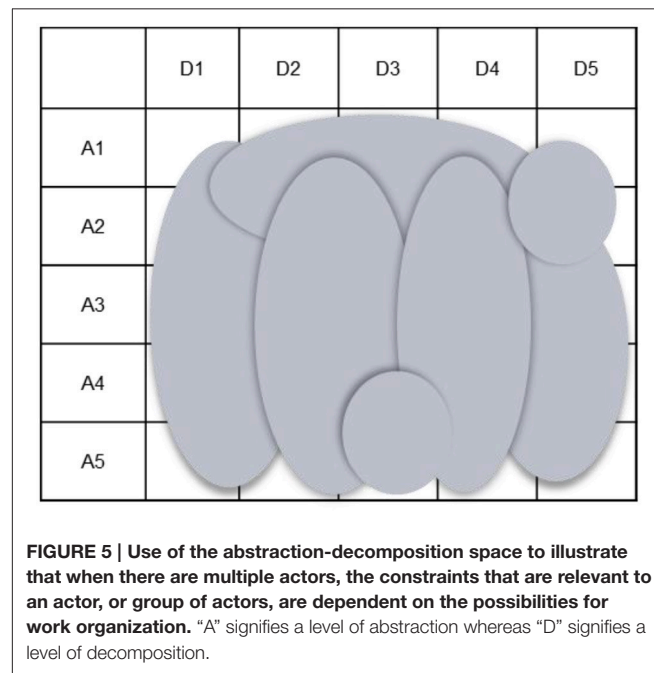 D1 D2 D3 D4 D5
A1
A2
A3
A4
A5
FIGURE 5 | Use of the abstraction-decomposition space to illustrate
that when there are multiple actors, the constraints that are relevant to
an actor, or group of actors, are dependent on the possibilities for
work organization. “A” signifies a level of abstraction whereas “D” signifies a
level of decomposition.